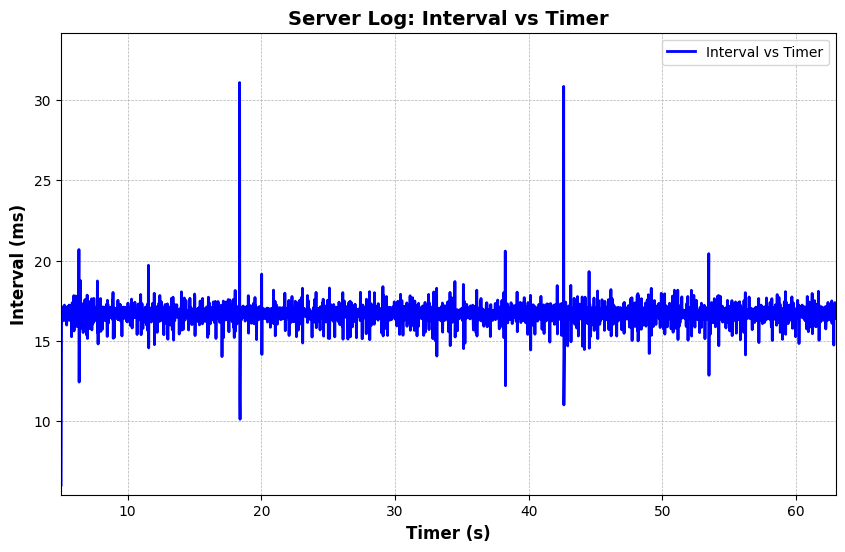 Server Log: Interval vs Timer
Interval vs Timer
30
25
20
15
10
Interval (ms)
10 20 30 40 50 60
Timer (s)